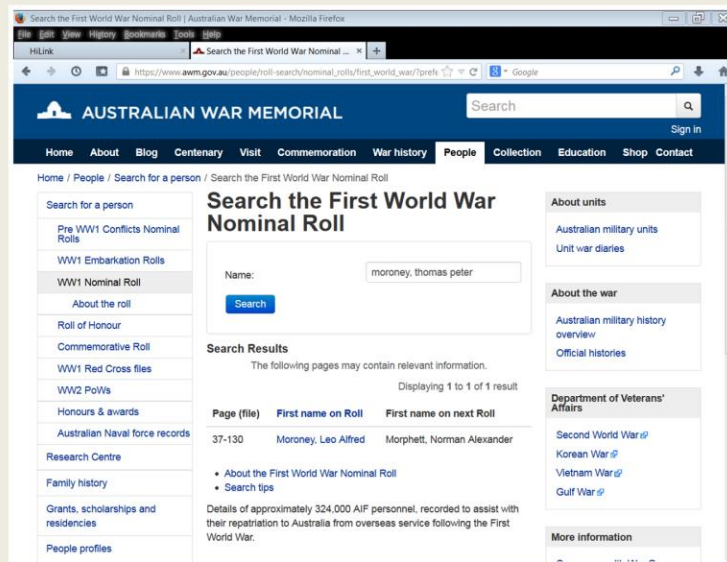 Search the First World War Nominal Roll | Australian War Memorial - Mozilla Firefox
File Edit View History Bookmarks Tools Help
HiLink
Search the First World War Nominal ...
https://www.awm.gov.au/people/roll-search/nominal_rolls/first_world_war/?prefe
Google
AUSTRALIAN WAR MEMORIAL
Search
Sign in
Home About Blog Centenary Visit Commemoration War history People Collection Education Shop Contact
Home / People / Search for a person / Search the First World War Nominal Roll
Search for a person
Pre WW1 Conflicts Nominal
Rolls
WW1 Embarkation Rolls
WW1 Nominal Roll
About the roll
Roll of Honour
Commemorative Roll
WW1 Red Cross files
WW2 PoWs
Honours & awards
Australian Naval force records
Research Centre
Family history
Grants, scholarships and
residencies
People profiles
Search the First World War
Nominal Roll
Name: moroney, thomas peter
Search
Search Results
The following pages may contain relevant information.
Displaying 1 to 1 of 1 result
Page (file) First name on Roll First name on next Roll
37-130 Moroney, Leo Alfred Morphett, Norman Alexander
• About the First World War Nominal Roll
• Search tips
Details of approximately 324,000 AIF personnel, recorded to assist with
their repatriation to Australia from overseas service following the First
World War.
About units
Australian military units
Unit war diaries
About the war
Australian military history
overview
Official histories
Department of Veterans'
Affairs
Second World War
Korean War
Vietnam War
Gulf War
More information